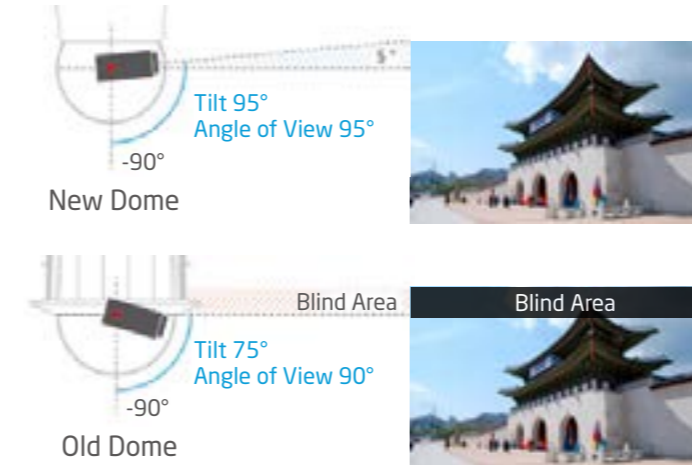 5°
Tilt 95°
Angle of View 95°
-90°
New Dome
Blind Area
Blind Area
Tilt 75°
Angle of View 90°
-90°
Old Dome